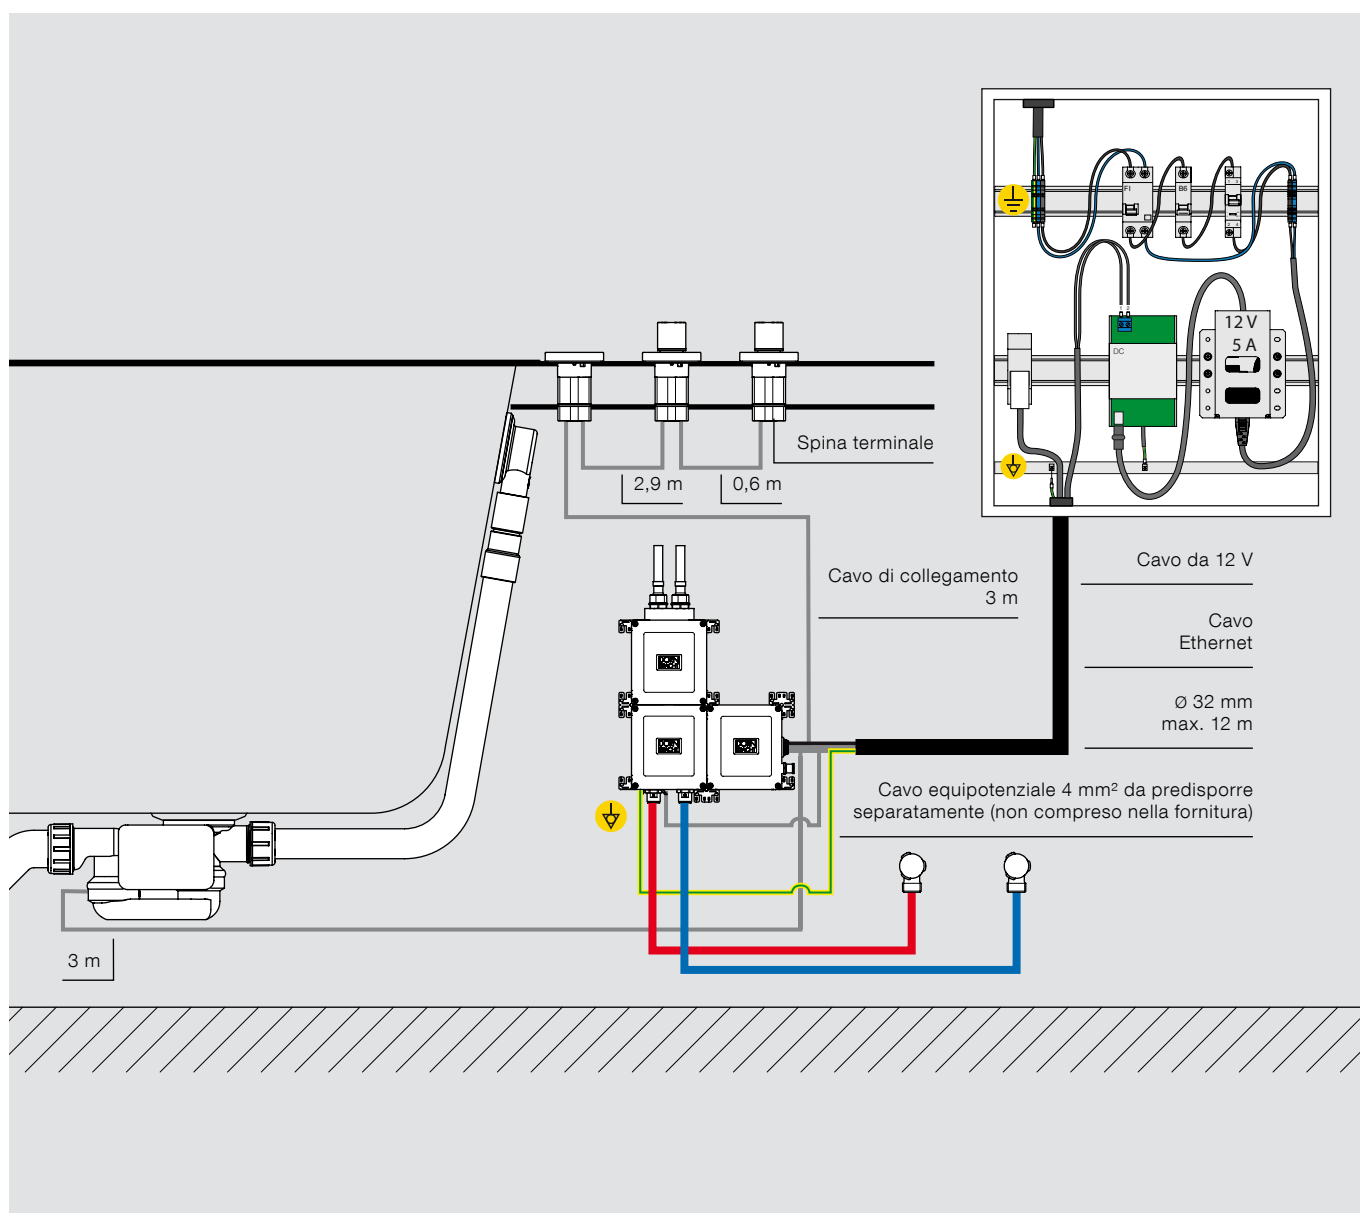 FI
B6
12 V
5 A
DC
Spina terminale
2,9 m
0,6 m
Cavo da 12 V
Cavo di collegamento
3 m
Cavo
Ethernet
Ø 32 mm
max. 12 m
Cavo equipotenziale 4 mm² da predisporre
separatamente (non compreso nella fornitura)
3 m